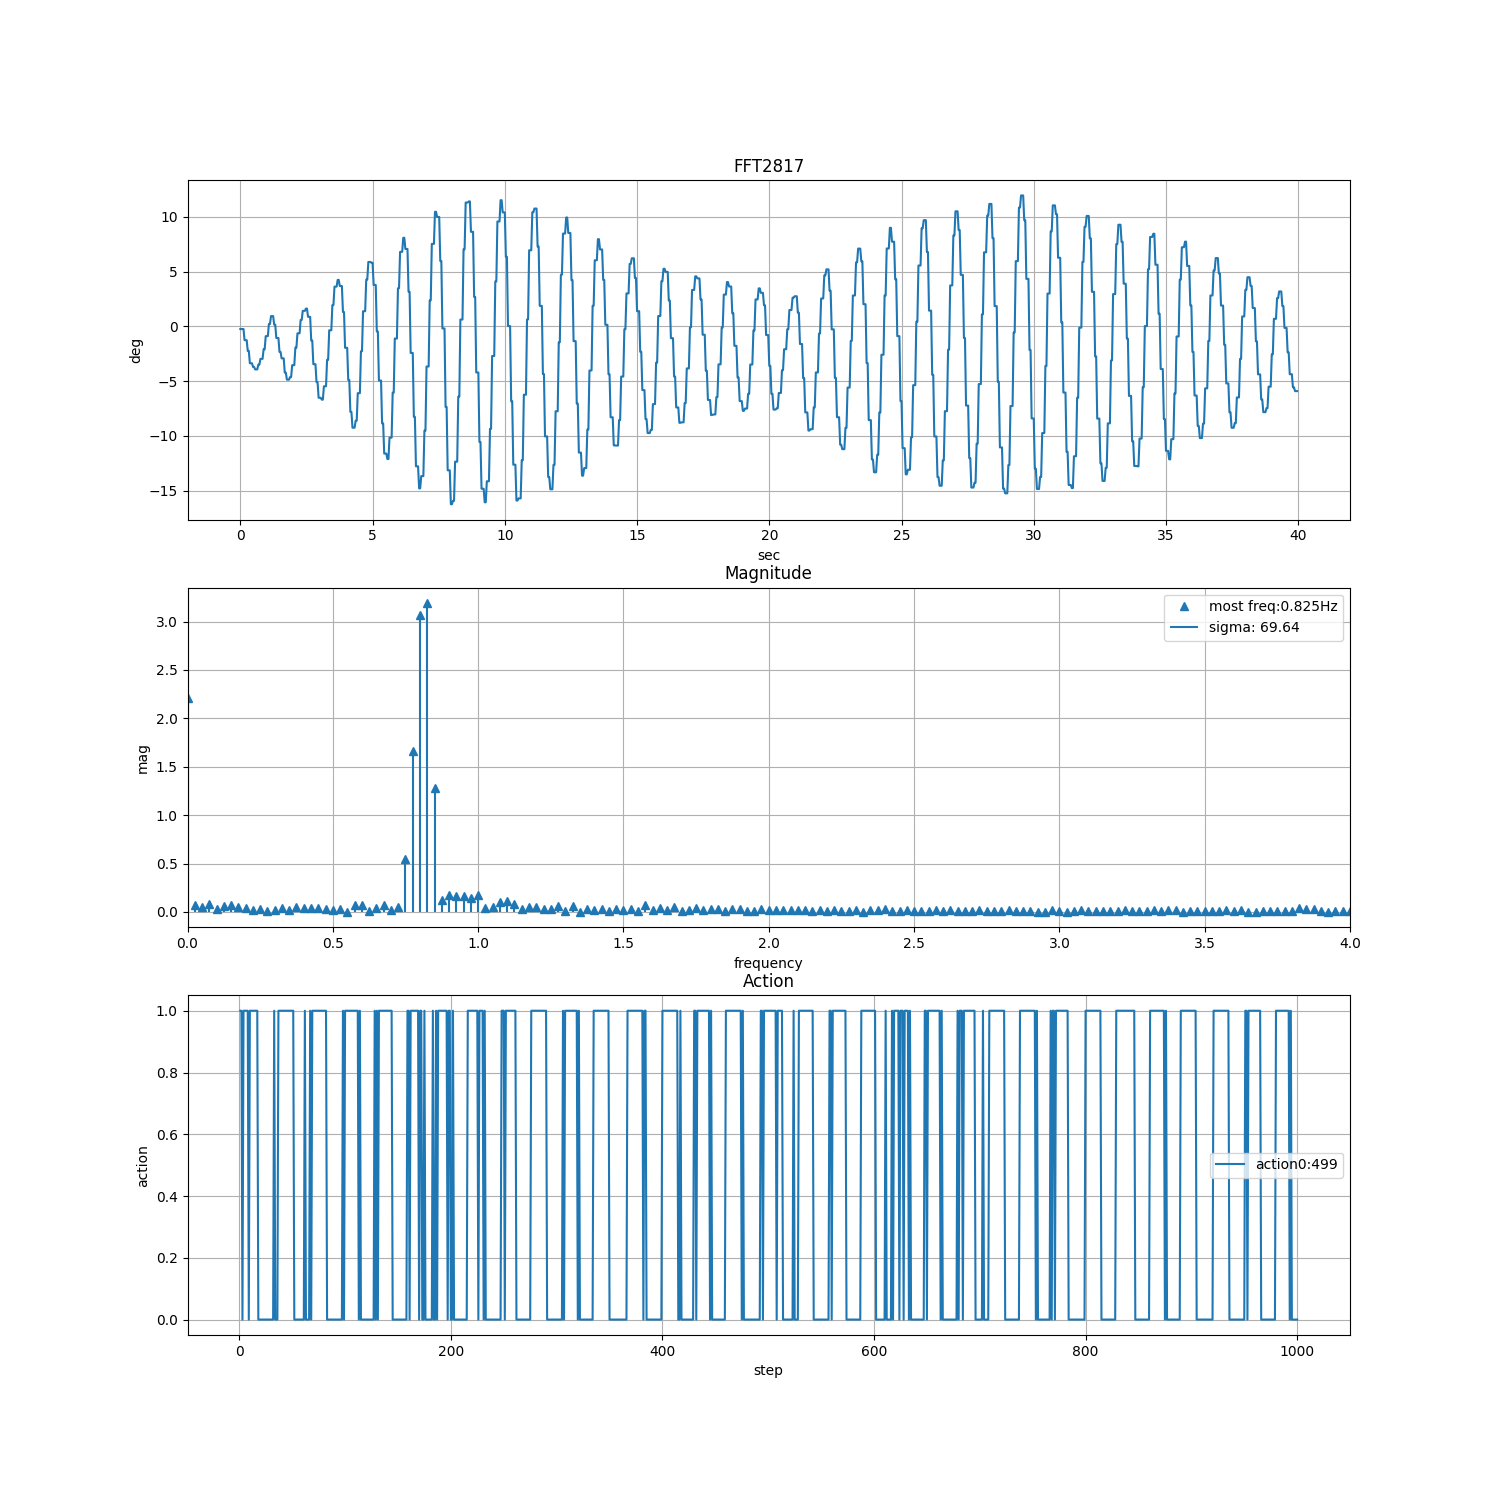 FFT2817
10
5
0
−5
−10
−15
deg
0 5 10 15 20 25 30 35 40
sec
Magnitude
3.0
2.5
2.0
1.5
1.0
0.5
0.0
mag
most freq:0.825Hz
sigma: 69.64
0.0 0.5 1.0 1.5 2.0 2.5 3.0 3.5 4.0
frequency
Action
1.0
0.8
0.6
0.4
0.2
0.0
action
action0:499
0 200 400 600 800 1000
step